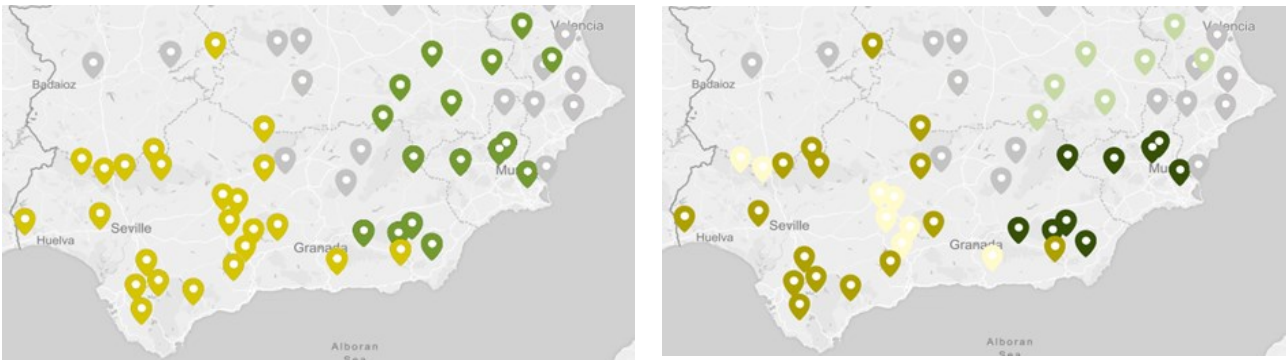 Valencia
Badajoz
Mu
Seville
Huelva
Granada
Alboran
Sea
Valencia
Badajoz
Mu
Seville
Huelva
Granada
Alboran
Sea